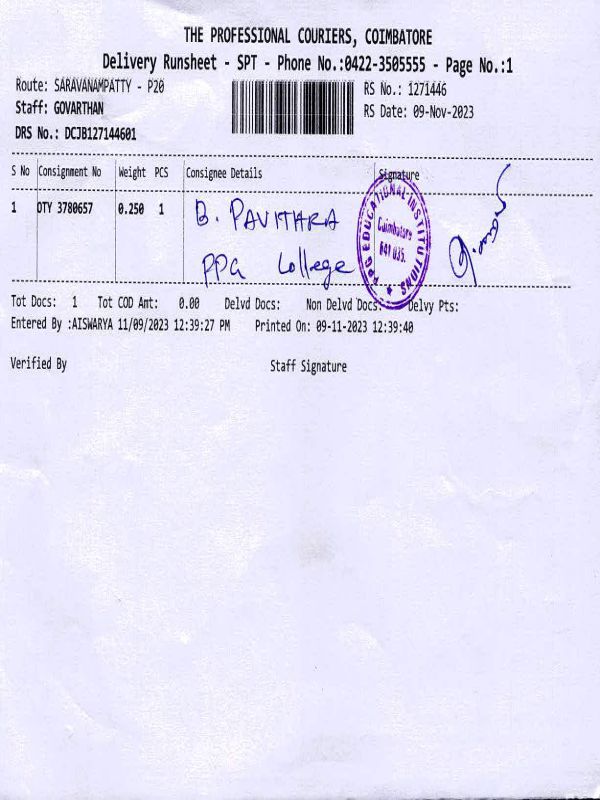 THE PROFESSIONAL COURIERS, COIMBATORE
Delivery Runsheet - SPT - Phone No.:0422-3505555 - Page No.:1
Route: SARAVANAMPATTY - P20
RS No.: 1271446
Staff: GOVARTHAN
RS Date: 09-Nov-2023
DRS No.: DCJB127144601
S No Consignment No Weight PCS Consignee Details Signature
1 OTY 3780657 0.250 1 B. PAVITHRA
PPG College
PPG EDUCATIONAL INSTITUTIONS
Coimbatore
641 035.
Tot Docs: 1 Tot COD Amt: 0.00 Delvd Docs: Non Delvd Docs: Delvy Pts:
Entered By :AISWARYA 11/09/2023 12:39:27 PM Printed On: 09-11-2023 12:39:40
Verified By Staff Signature